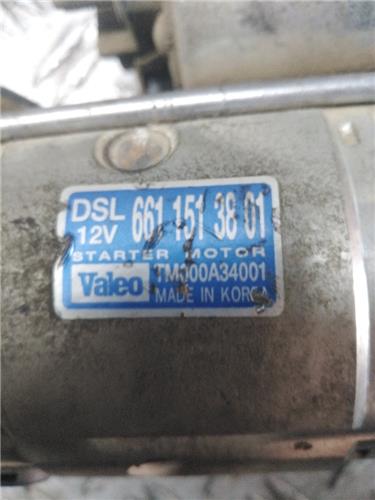 DSL 661 151 38 01
12V
STARTER MOTOR
Valeo TM000A34001
MADE IN KOREA